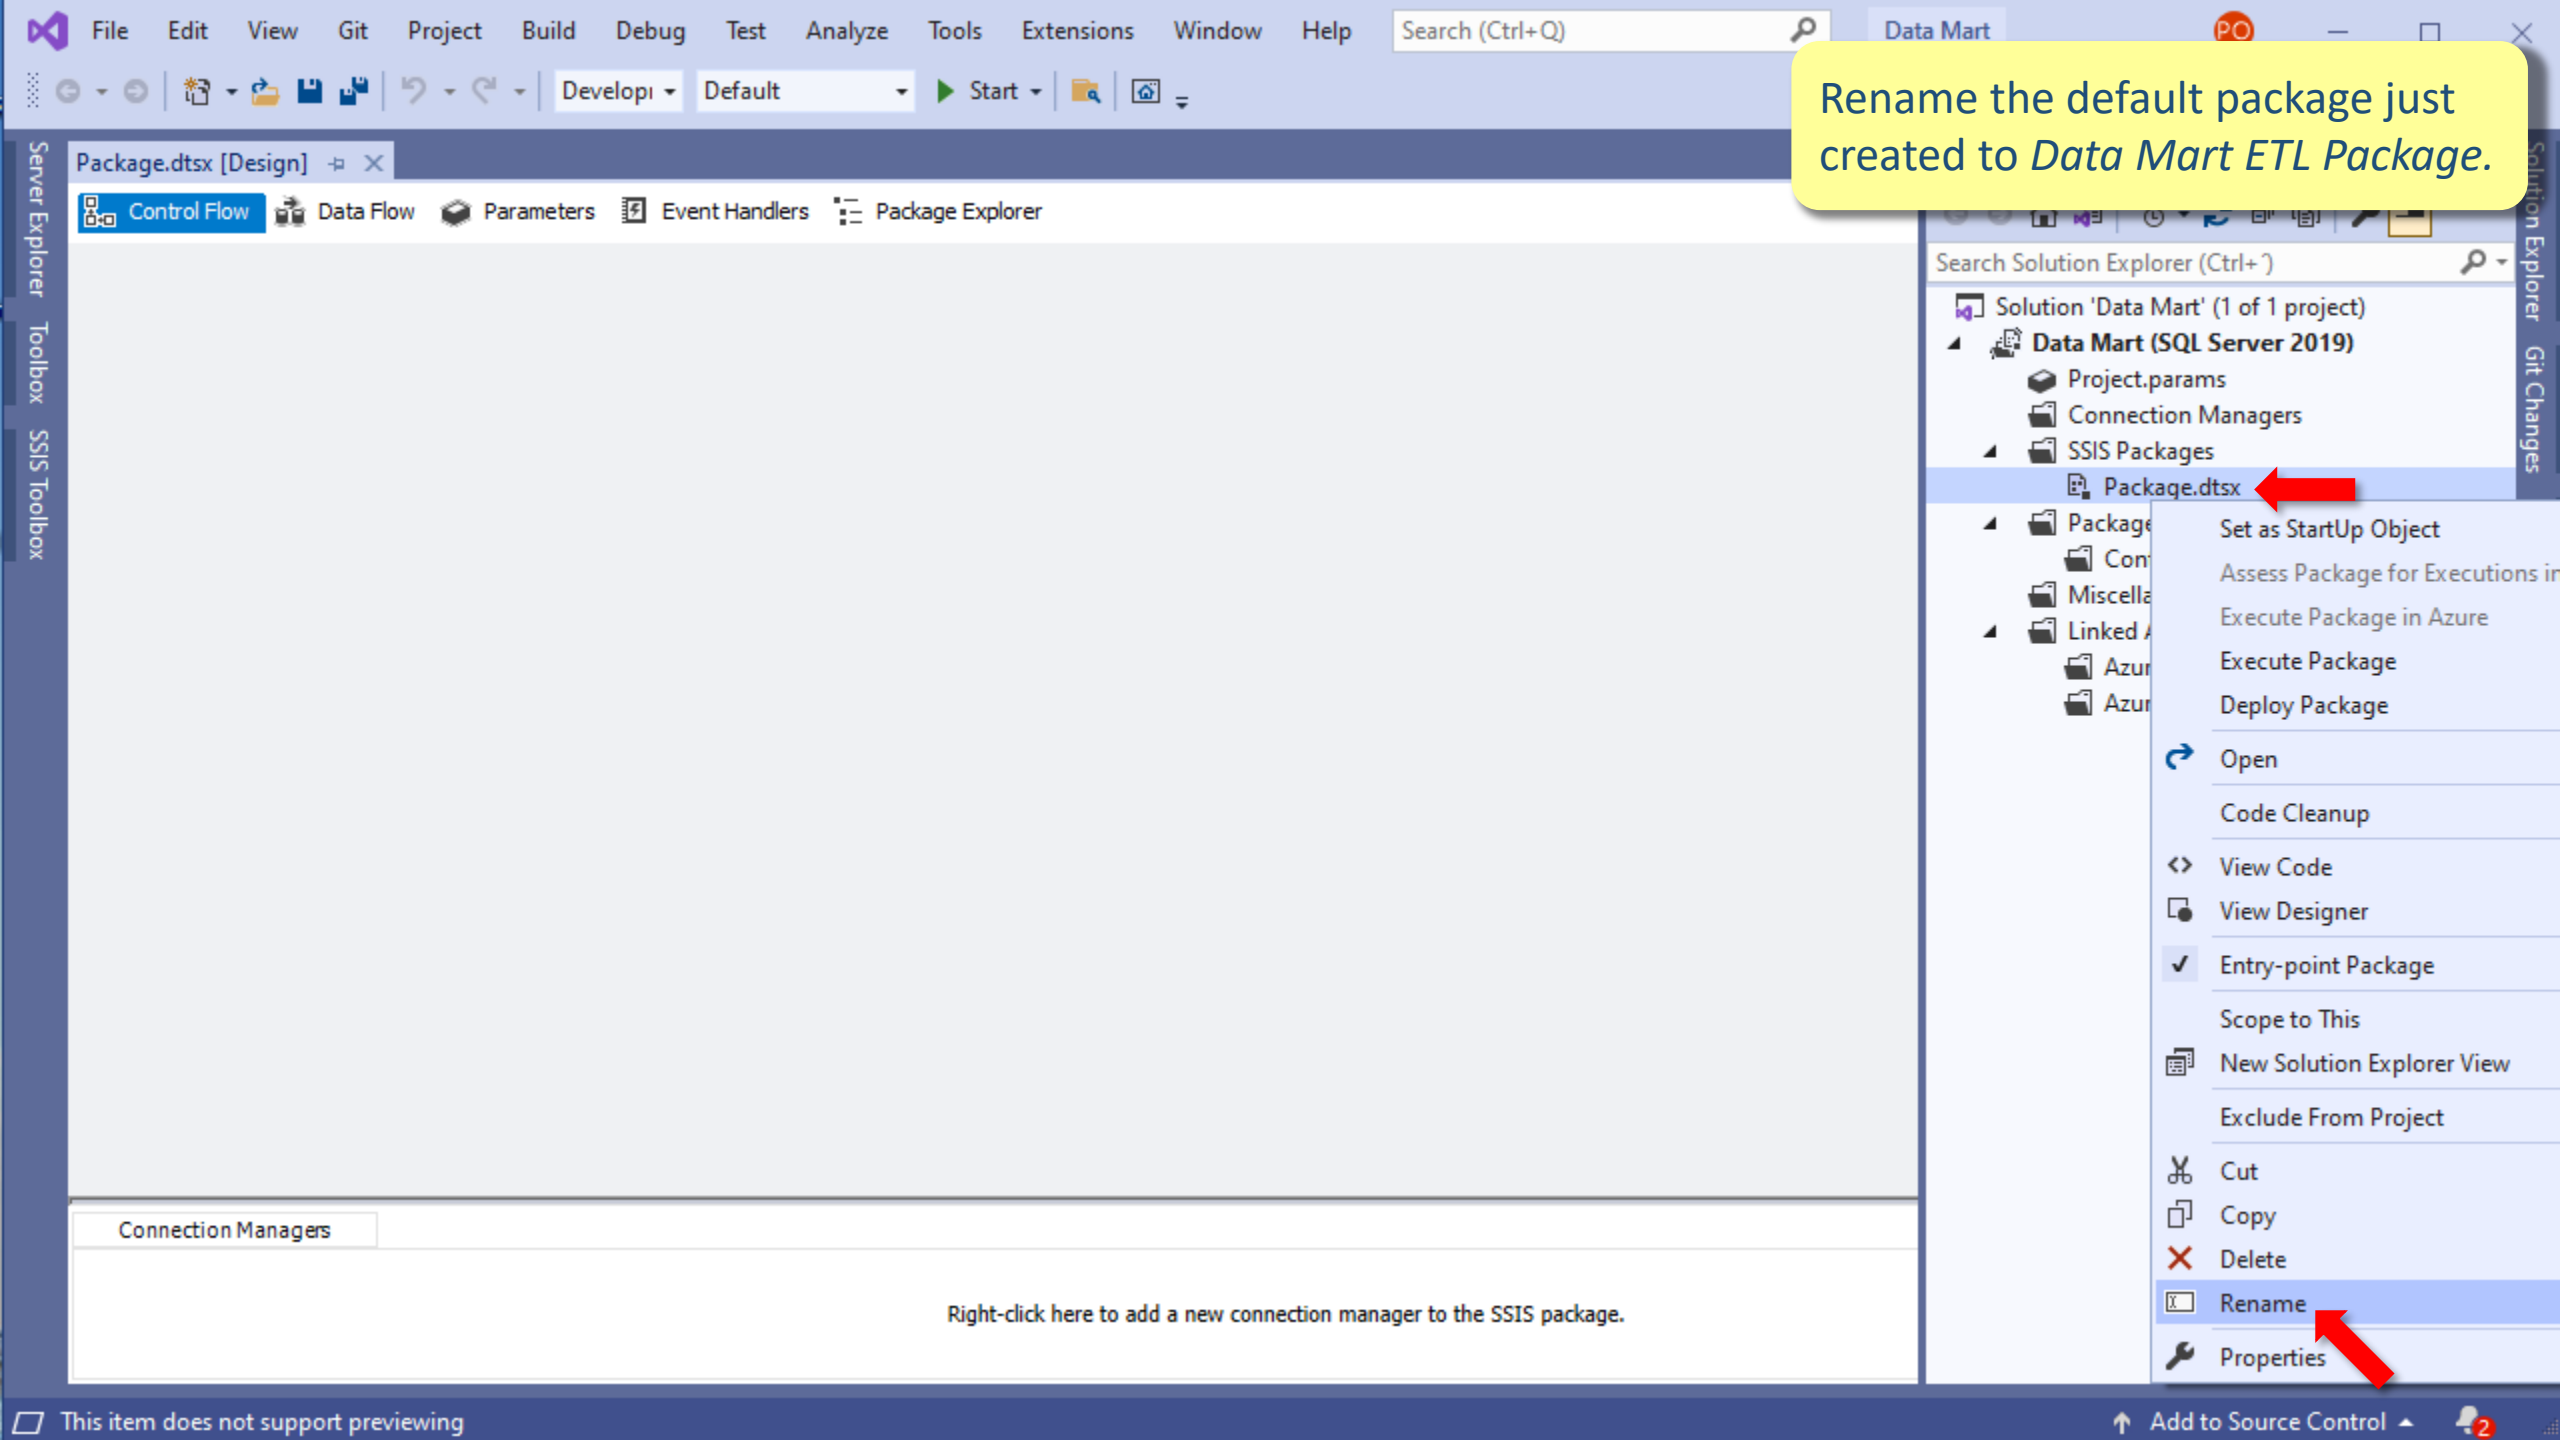 File Edit View Git Project Build Debug Test Analyze Tools Extensions Window Help Search (Ctrl+Q) Data Mart PO
Default Start
Rename the default package just
created to Data Mart ETL Package.
Server Explorer
Toolbox
SSIS Toolbox
Package.dtsx [Design]
Control Flow Data Flow Parameters Event Handlers Package Explorer
Connection Managers
Right-click here to add a new connection manager to the SSIS package.
Search Solution Explorer (Ctrl+´)
Solution 'Data Mart' (1 of 1 project)
Data Mart (SQL Server 2019)
Project.params
Connection Managers
SSIS Packages
Package.dtsx
Package
Miscella
Linked
Azur
Azur
Set as StartUp Object
Assess Package for Executions in
Execute Package in Azure
Execute Package
Deploy Package
Open
Code Cleanup
View Code
View Designer
Entry-point Package
Scope to This
New Solution Explorer View
Exclude From Project
Cut
Copy
Delete
Rename
Properties
Solution Explorer
Git Changes
This item does not support previewing
Add to Source Control 2